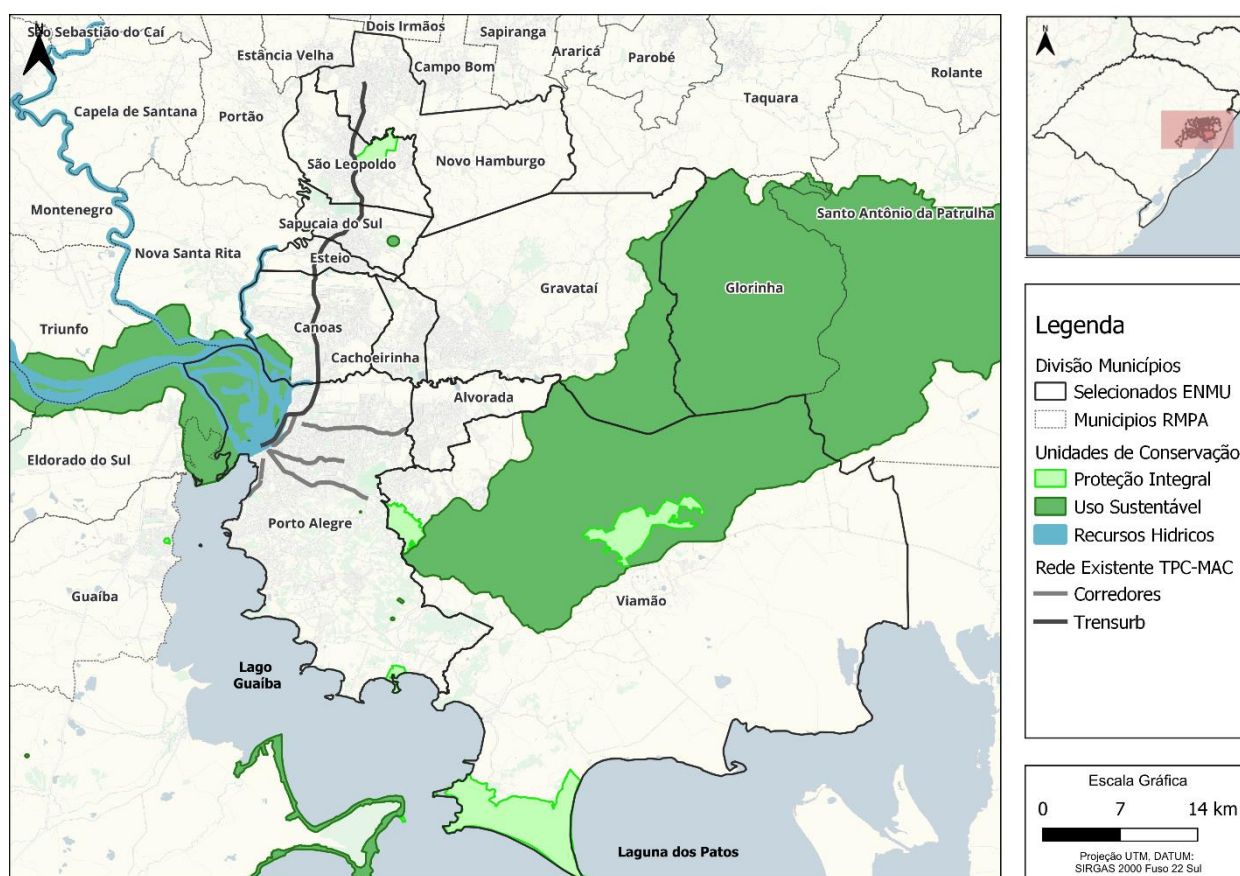 Dois Irmãos
São Sebastião do Caí
Sapiranga
Araricá
Estância Velha
Parobé
Campo Bom
Rolante
Taquara
Capela de Santana
Portão
São Leopoldo
Novo Hamburgo
Montenegro
Santo Antônio da Patrulha
Sapucaia do Sul
Nova Santa Rita
Esteio
Gravataí
Glorinha
Triunfo
Canoas
Cachoeirinha
Alvorada
Eldorado do Sul
Porto Alegre
Guaíba
Viamão
Lago
Guaíba
Laguna dos Patos
N
N
Legenda
Divisão Municípios
Selecionados ENMU
Municipios RMPA
Unidades de Conservação
Proteção Integral
Uso Sustentável
Recursos Hidricos
Rede Existente TPC-MAC
Corredores
Trensurb
Escala Gráfica
0 7 14 km
Projeção UTM, DATUM:
SIRGAS 2000 Fuso 22 Sul